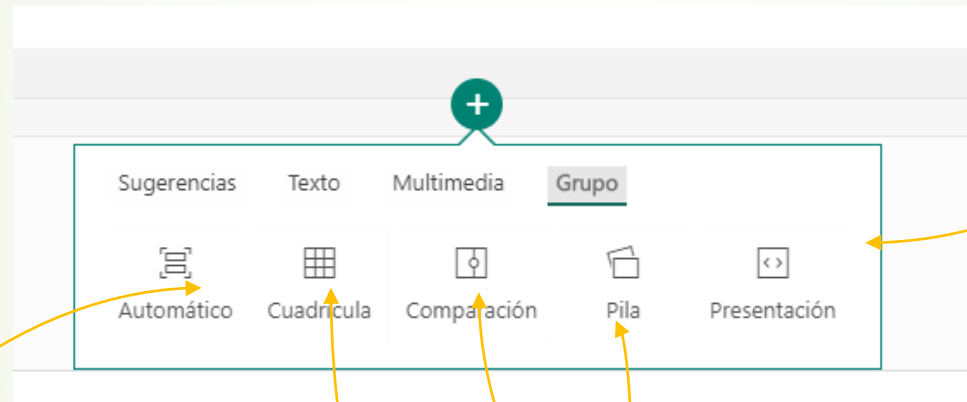 Sugerencias Texto Multimedia Grupo
Automático Cuadrícula Comparación Pila Presentación